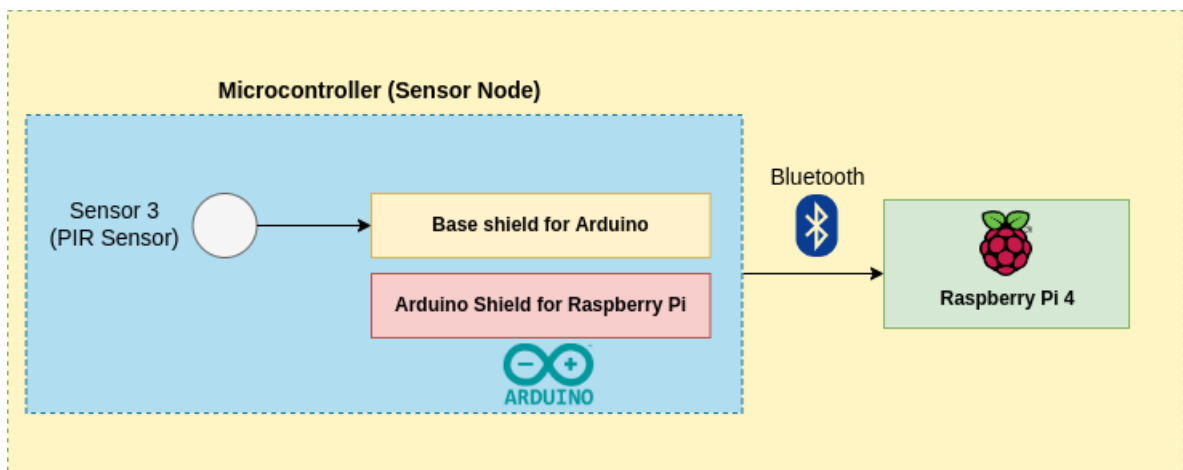 Microcontroller (Sensor Node)
Sensor 3
(PIR Sensor)
Base shield for Arduino
Arduino Shield for Raspberry Pi
ARDUINO
Bluetooth
Raspberry Pi 4